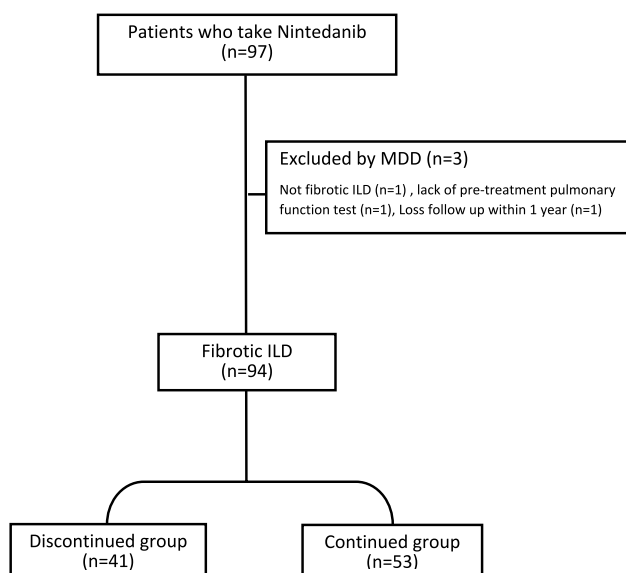 Patients who take Nintedanib
(n=97)
Excluded by MDD (n=3)
Not fibrotic ILD (n=1) , lack of pre-treatment pulmonary
function test (n=1), Loss follow up within 1 year (n=1)
Fibrotic ILD
(n=94)
Discontinued group
(n=41)
Continued group
(n=53)